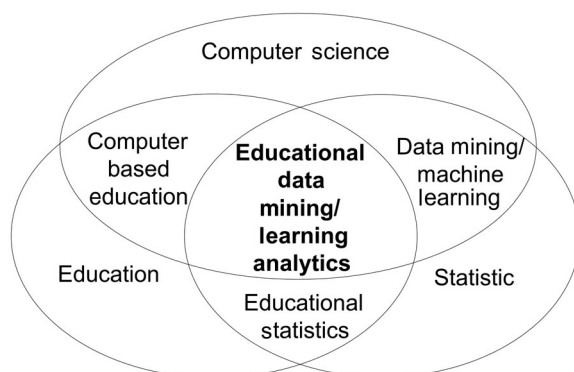 Computer science
Computer
based
education
Educational
data
mining/
learning
analytics
Data mining/
machine
learning
Education
Statistic
Educational
statistics